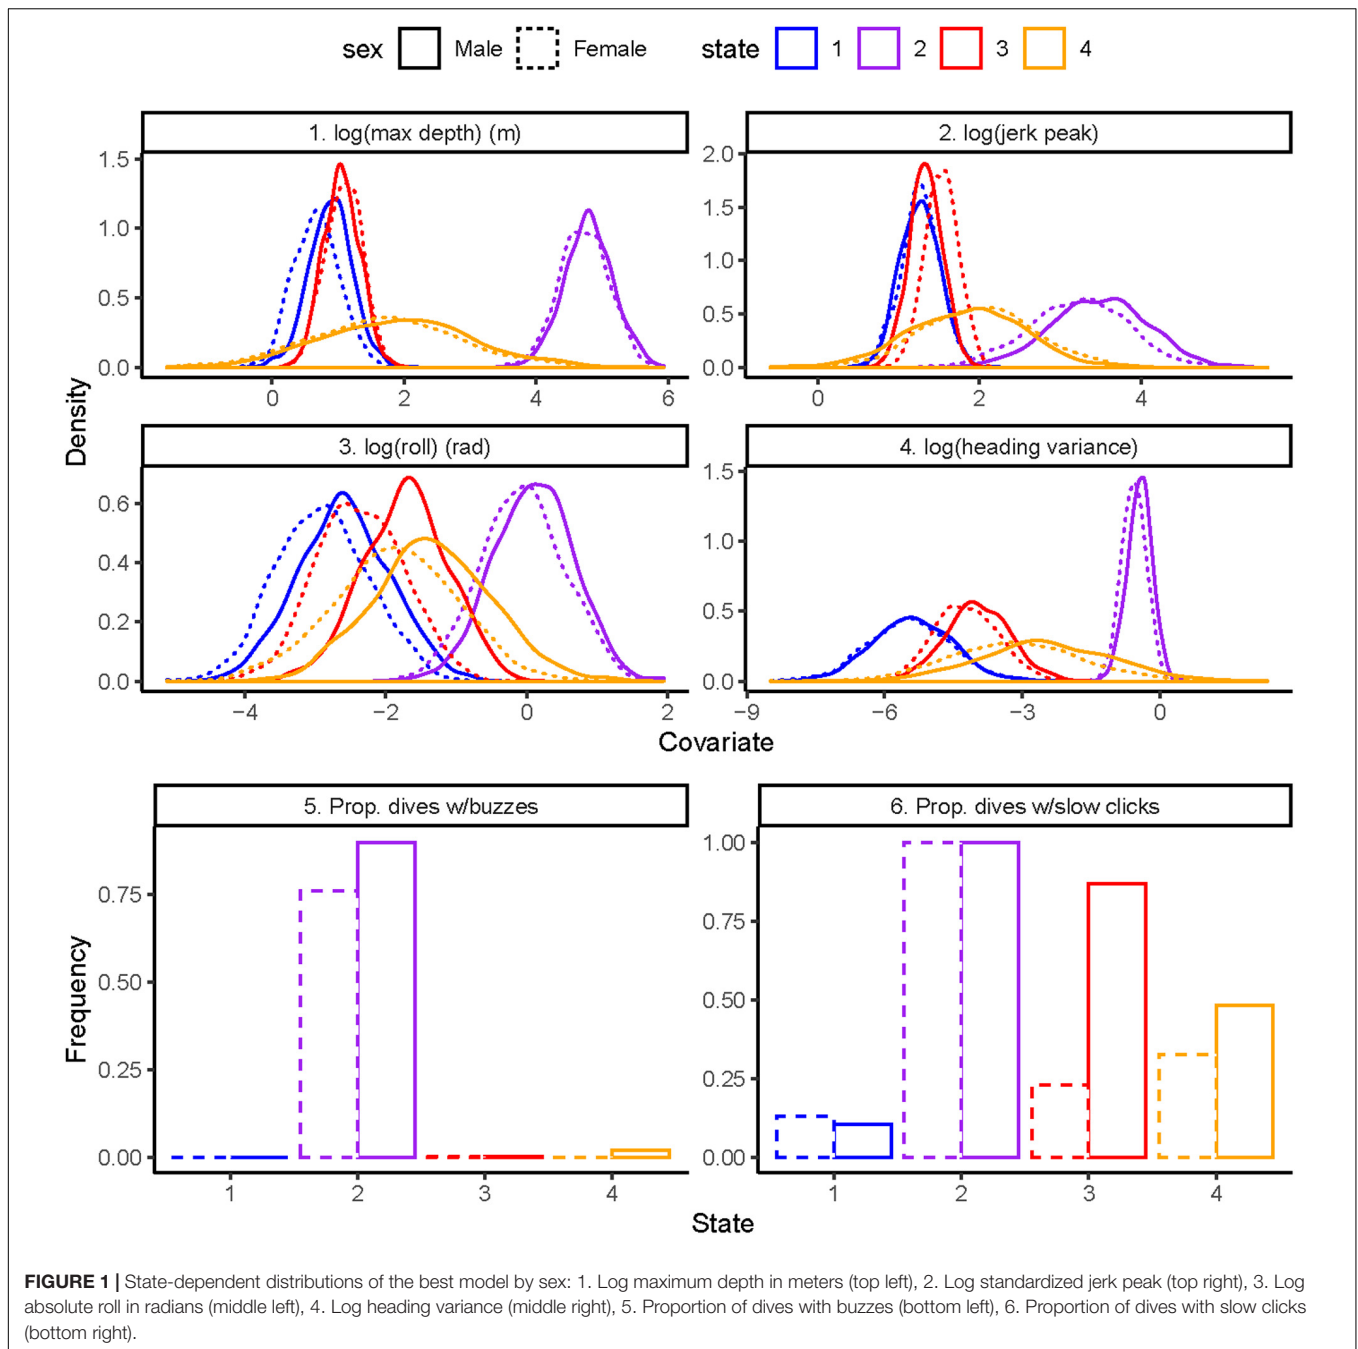 sex Male Female state 1 2 3 4
1. log(max depth) (m)
2. log(jerk peak)
1.5
1.0
0.5
0.0
0 2 4 6
2.0
1.5
1.0
0.5
0.0
0 2 4
Density
3. log(roll) (rad)
4. log(heading variance)
0.6
0.4
0.2
0.0
−4 −2 0 2
1.5
1.0
0.5
0.0
−9 −6 −3 0
Covariate
5. Prop. dives w/buzzes
6. Prop. dives w/slow clicks
Frequency
0.75
0.50
0.25
0.00
1 2 3 4
1.00
0.75
0.50
0.25
0.00
1 2 3 4
State
FIGURE 1 | State-dependent distributions of the best model by sex: 1. Log maximum depth in meters (top left), 2. Log standardized jerk peak (top right), 3. Log
absolute roll in radians (middle left), 4. Log heading variance (middle right), 5. Proportion of dives with buzzes (bottom left), 6. Proportion of dives with slow clicks
(bottom right).